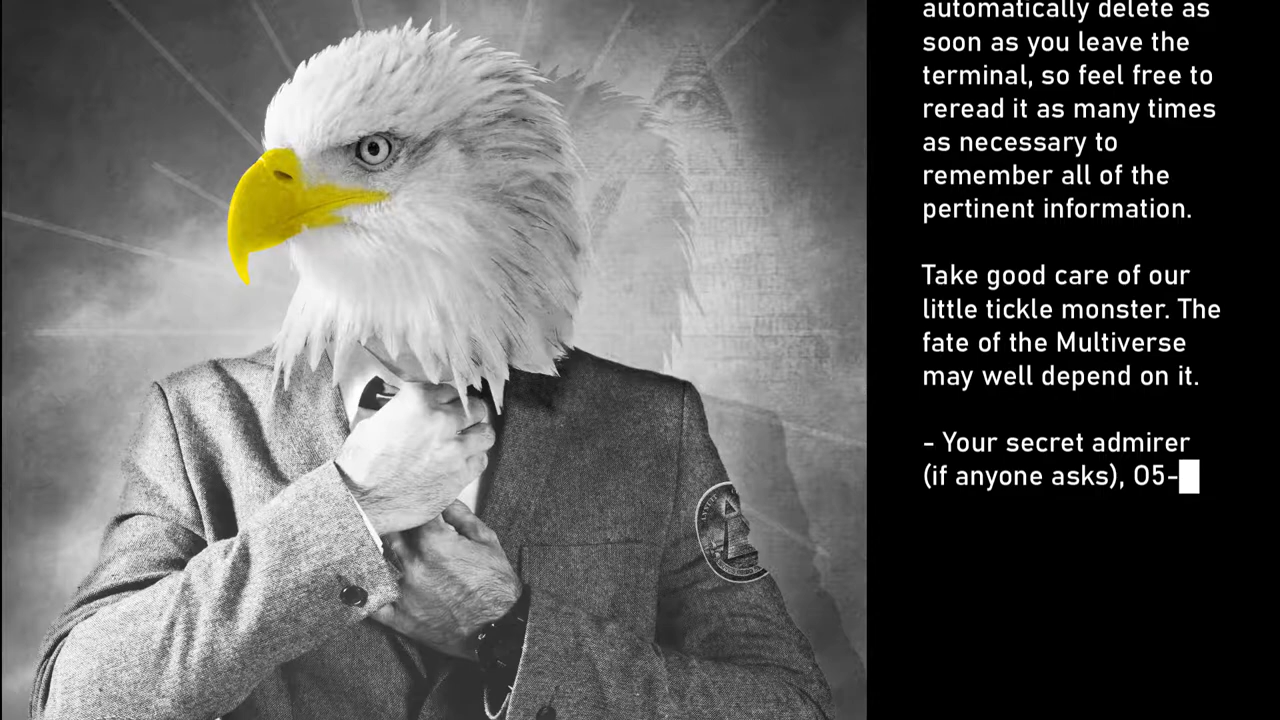 automatically delete as
soon as you leave the
terminal, so feel free to
reread it as many times
as necessary to
remember all of the
pertinent information.
Take good care of our
little tickle monster. The
fate of the Multiverse
may well depend on it.
- Your secret admirer
(if anyone asks), O5-